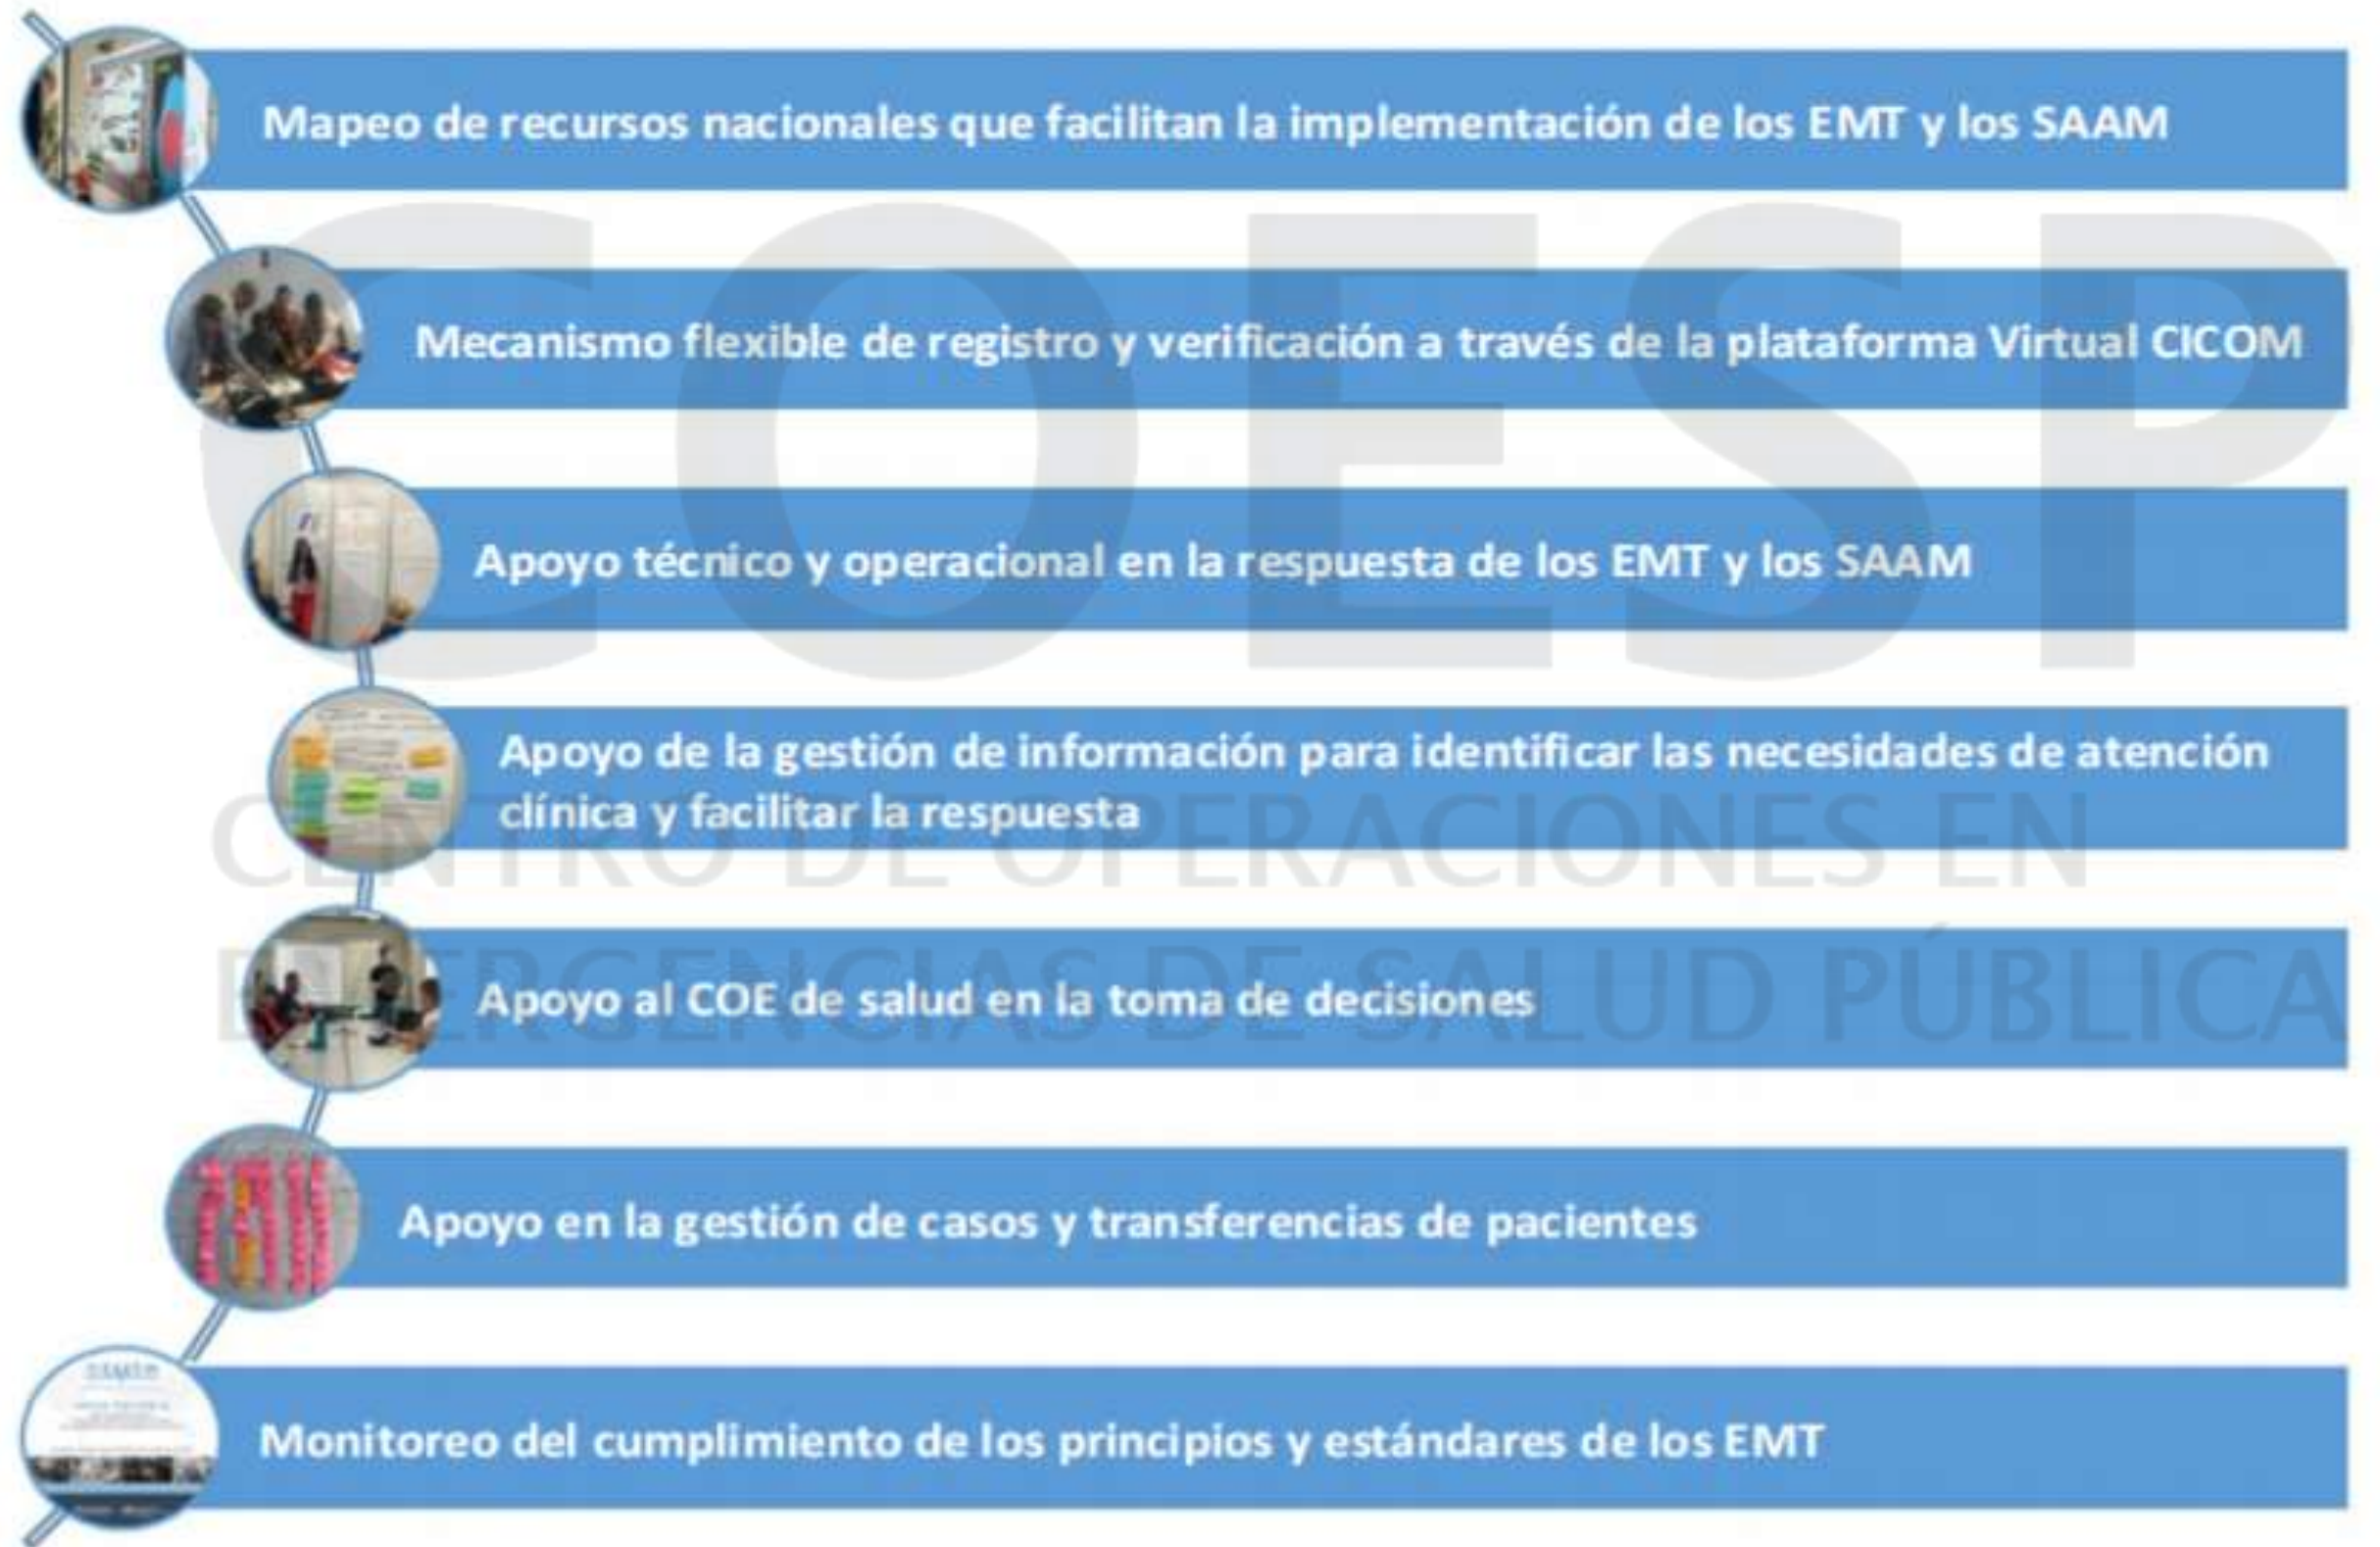 Mapeo de recursos nacionales que facilitan la implementación de los EMT y los SAAM
Mecanismo flexible de registro y verificación a través de la plataforma Virtual CICOM
Apoyo técnico y operacional en la respuesta de los EMT y los SAAM
Apoyo de la gestión de información para identificar las necesidades de atención
clínica y facilitar la respuesta
Apoyo al COE de salud en la toma de decisiones
Apoyo en la gestión de casos y transferencias de pacientes
Monitoreo del cumplimiento de los principios y estándares de los EMT
COESP
CENTRO DE OPERACIONES EN
EMERGENCIAS DE SALUD PÚBLICA